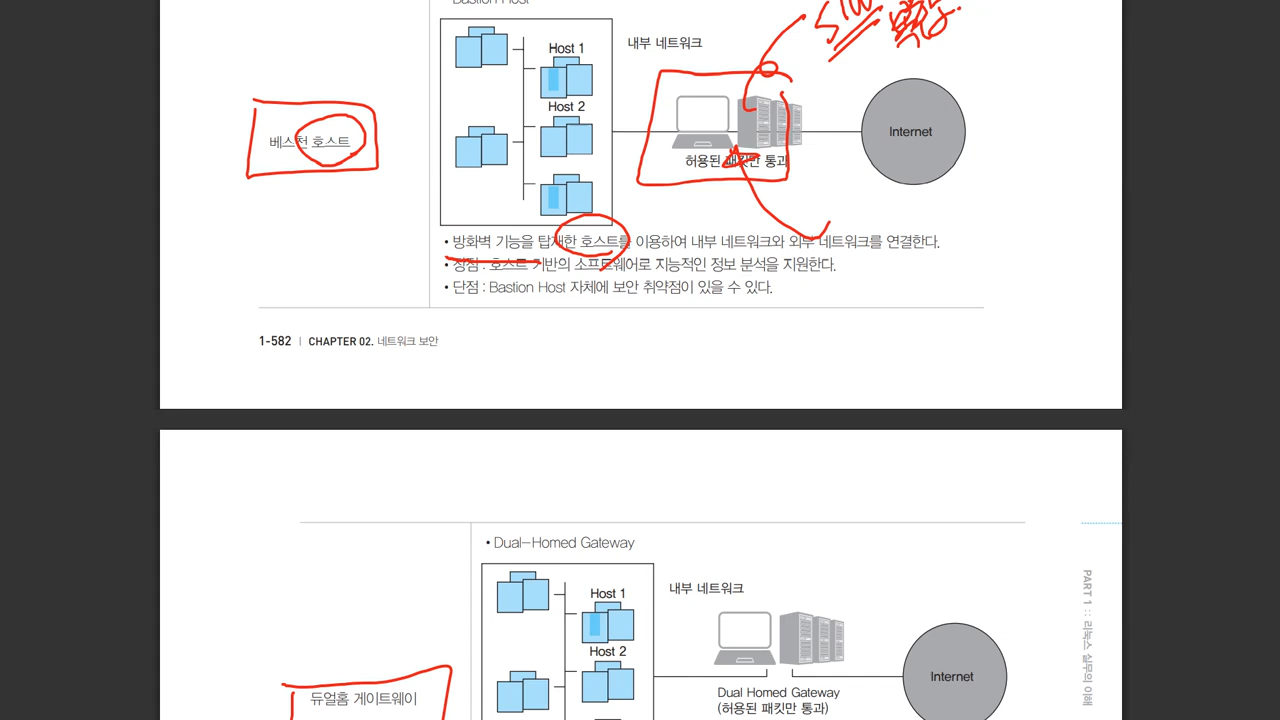 Bastion Host
Host 1
내부 네트워크
Host 2
Internet
베스천 호스트
허용된 패킷만 통과
• 방화벽 기능을 탑재한 호스트를 이용하여 내부 네트워크와 외부 네트워크를 연결한다.
• 장점 : 호스트 기반의 소프트웨어로 지능적인 정보 분석을 지원한다.
• 단점 : Bastion Host 자체에 보안 취약점이 있을 수 있다.
1-582 | CHAPTER 02. 네트워크 보안
• Dual-Homed Gateway
Host 1
내부 네트워크
Host 2
Internet
듀얼홈 게이트웨이
Dual Homed Gateway
(허용된 패킷만 통과)
PART 1 :: 리눅스 실무의 이해